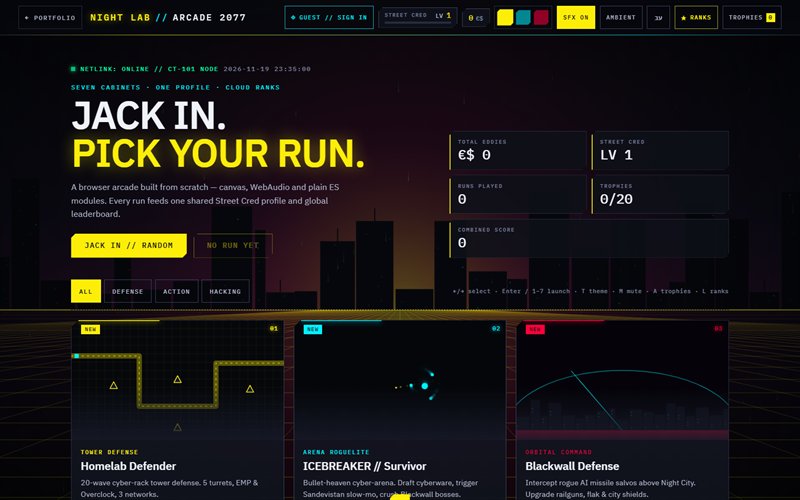 ← PORTFOLIO
NIGHT LAB // ARCADE 2077
❖ GUEST // SIGN IN
STREET CRED LV 1
0 €$
SFX ON
AMBIENT
עב
★ RANKS
TROPHIES 0
NETLINK: ONLINE // CT-101 NODE 2026-11-19 23:35:00
SEVEN CABINETS · ONE PROFILE · CLOUD RANKS
JACK IN.
PICK YOUR RUN.
A browser arcade built from scratch — canvas, WebAudio and plain ES
modules. Every run feeds one shared Street Cred profile and global
leaderboard.
JACK IN // RANDOM
NO RUN YET
TOTAL EDDIES
€$ 0
STREET CRED
LV 1
RUNS PLAYED
0
TROPHIES
0/20
COMBINED SCORE
0
ALL
DEFENSE
ACTION
HACKING
select · Enter / 1–7 launch · T theme · M mute · A trophies · L ranks
NEW
01
TOWER DEFENSE
Homelab Defender
20-wave cyber-rack tower defense. 5 turrets, EMP &
Overclock, 3 networks.
NEW
02
ARENA ROGUELITE
ICEBREAKER // Survivor
Bullet-heaven cyber-arena. Draft cyberware, trigger
Sandevistan slow-mo, crush Blackwall bosses.
NEW
03
ORBITAL COMMAND
Blackwall Defense
Intercept rogue AI missile salvos above Night City.
Upgrade railguns, flak & city shields.